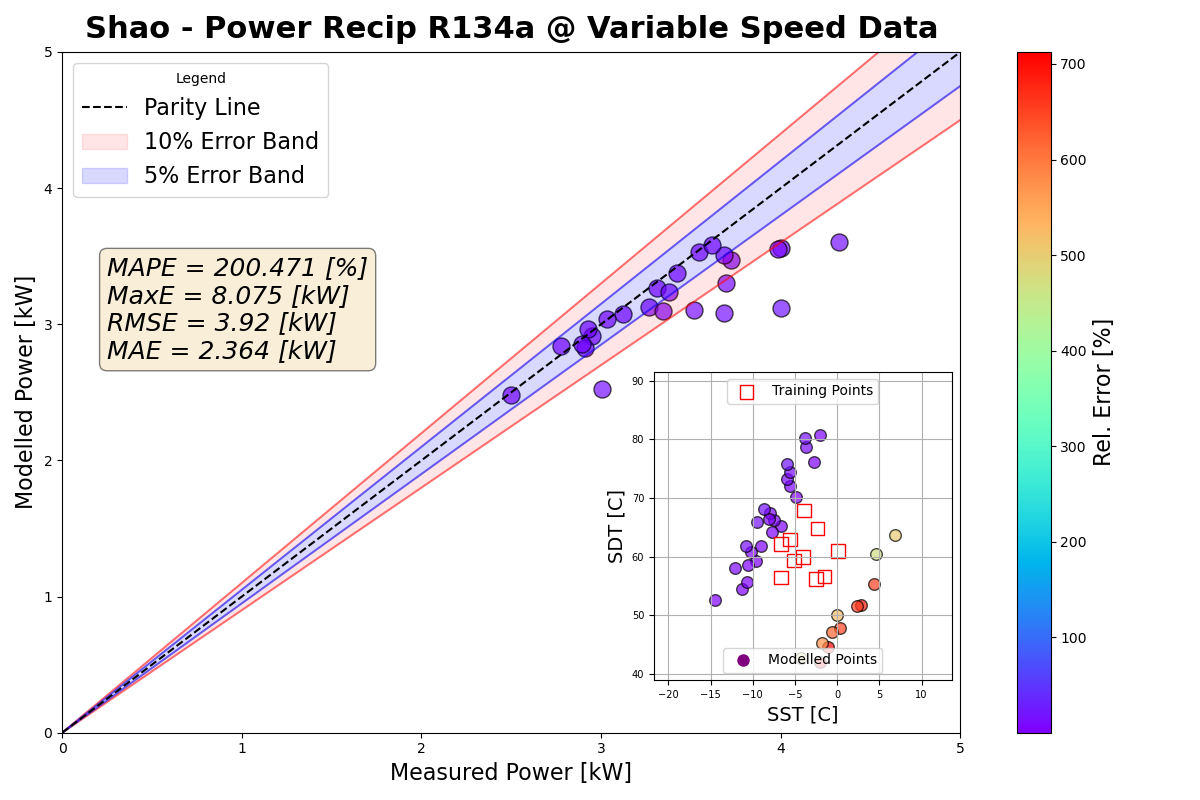 Shao - Power Recip R134a @ Variable Speed Data
Legend
Parity Line
10% Error Band
5% Error Band
MAPE = 200.471 [%]
MaxE = 8.075 [kW]
RMSE = 3.92 [kW]
MAE = 2.364 [kW]
Modelled Power [kW]
5
4
3
2
1
0
0
1
2
3
4
5
Measured Power [kW]
Training Points
Modelled Points
SDT [C]
90
80
70
60
50
40
−20
−15
−10
−5
0
5
10
SST [C]
700
600
500
400
300
200
100
Rel. Error [%]